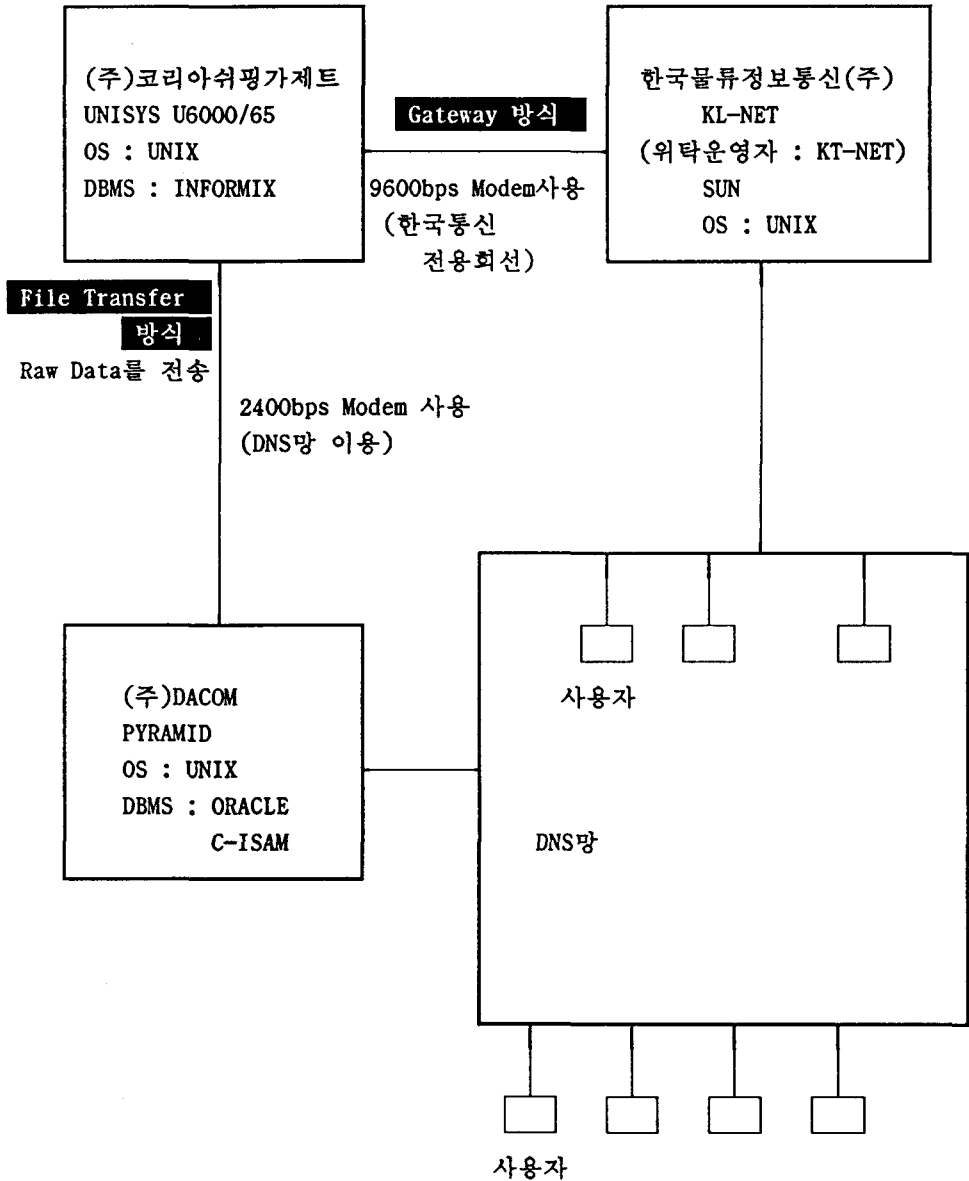 (주)코리아쉬핑가제트
UNISYS U6000/65
OS : UNIX
DBMS : INFORMIX
Gateway 방식
9600bps Modem사용
(한국통신
전용회선)
한국물류정보통신(주)
KL-NET
(위탁운영자 : KT-NET)
SUN
OS : UNIX
File Transfer
방식
Raw Data를 전송
2400bps Modem 사용
(DNS망 이용)
(주)DACOM
PYRAMID
OS : UNIX
DBMS : ORACLE
C-ISAM
사용자
DNS망
사용자